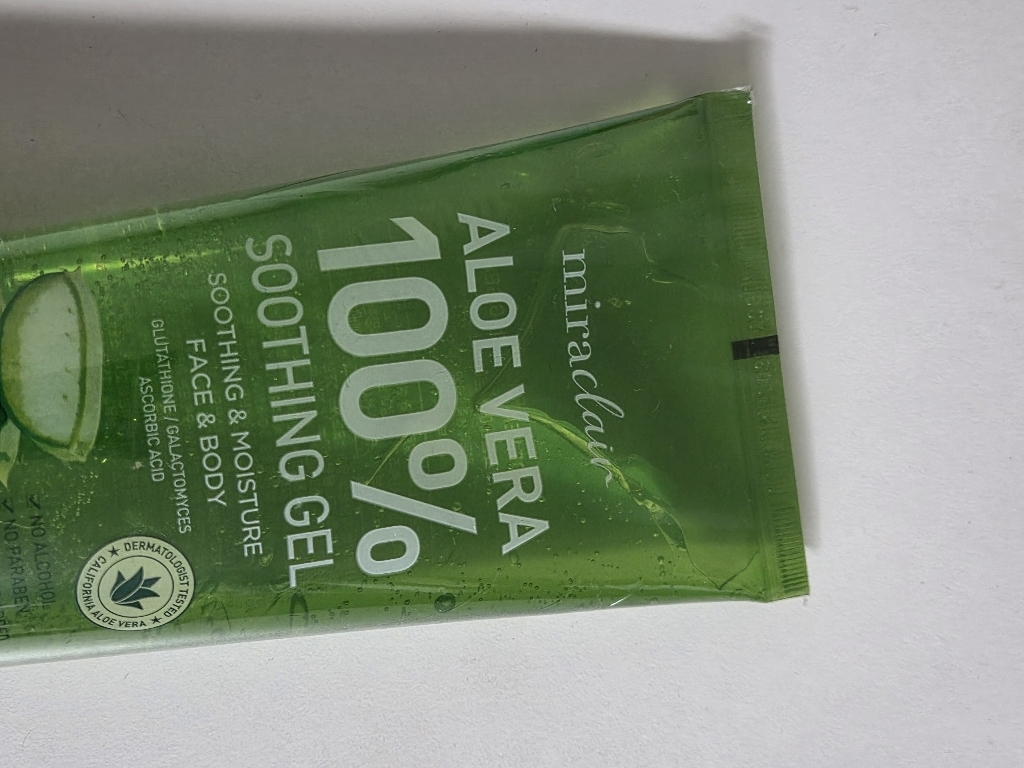 miraclair
ALOE VERA
100%
SOOTHING GEL
SOOTHING & MOISTURE
FACE & BODY
GLUTATHIONE / GALACTOMYCES
ASCORBIC ACID
★ DERMATOLOGIST TESTED ★
CALIFORNIA ALOE VERA
✓ NO ALCOHOL
✓ NO PARABEN